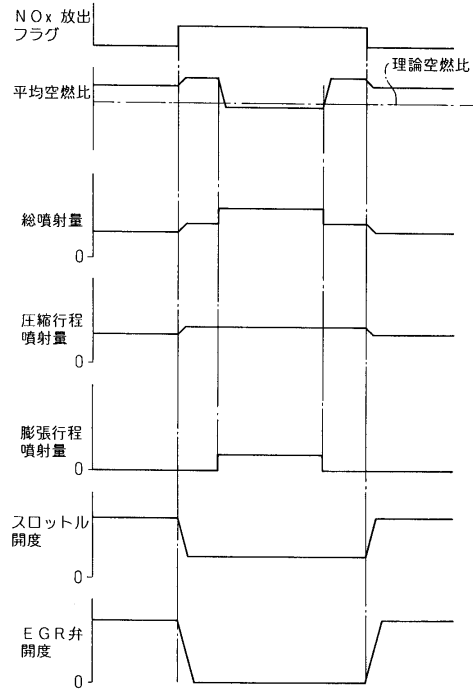 ＮＯｘ 放出
フラグ
理論空燃比
平均空燃比
総噴射量
0
圧縮行程
噴射量
0
膨張行程
噴射量
0
スロットル
開度
0
ＥＧＲ弁
開度
0